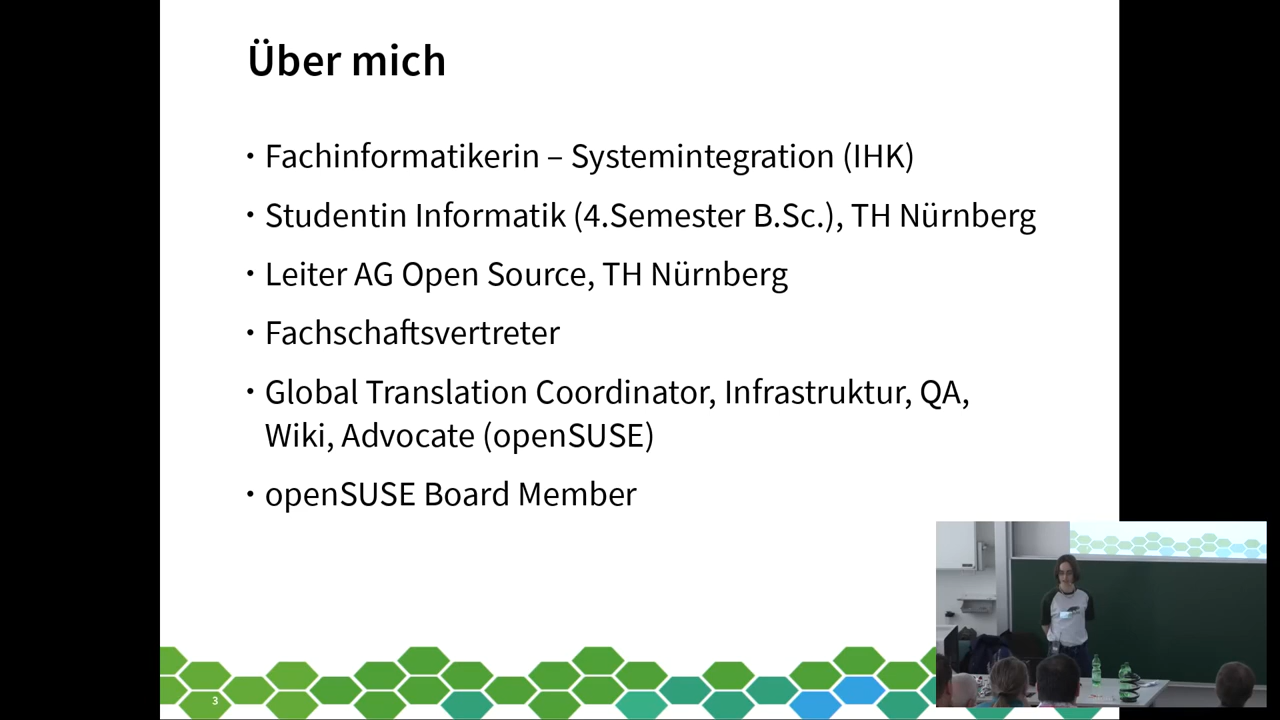 Über mich
• Fachinformatikerin – Systemintegration (IHK)
• Studentin Informatik (4.Semester B.Sc.), TH Nürnberg
• Leiter AG Open Source, TH Nürnberg
• Fachschaftsvertreter
• Global Translation Coordinator, Infrastruktur, QA,
Wiki, Advocate (openSUSE)
• openSUSE Board Member
3